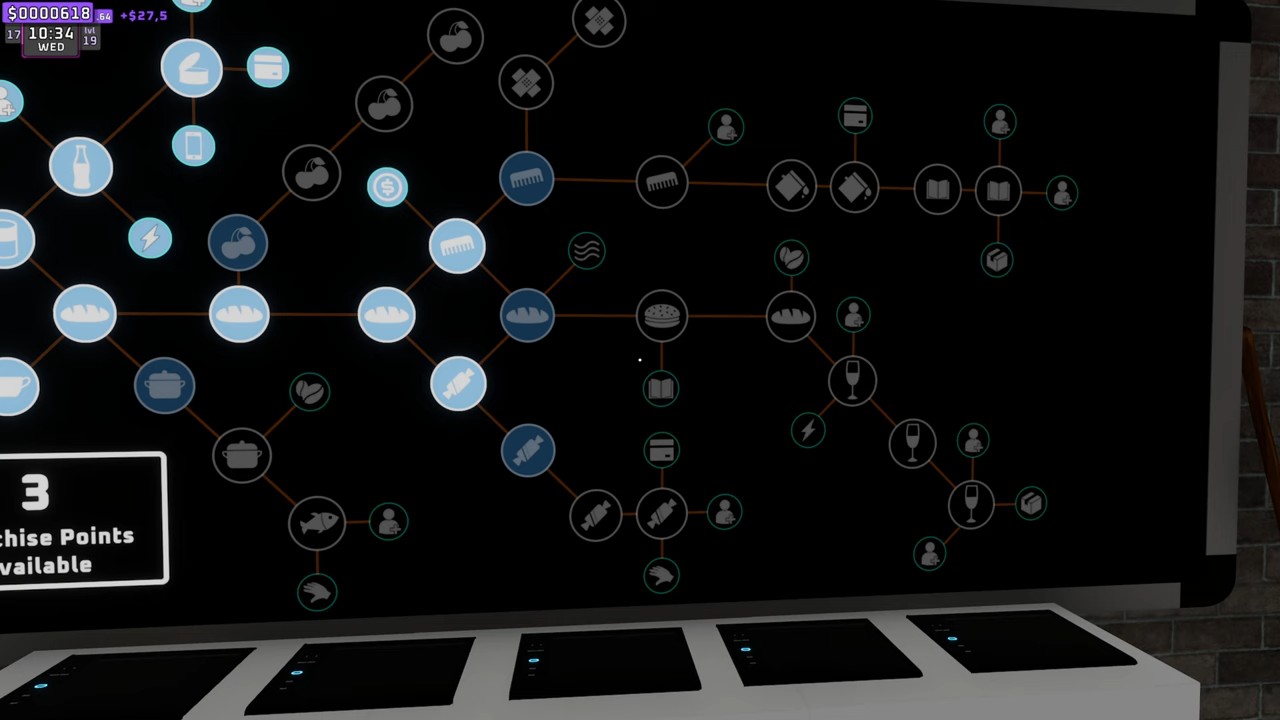 $0000618 .64 +$27,5
17 10:34 lvl
WED 19
3
chise Points
vailable